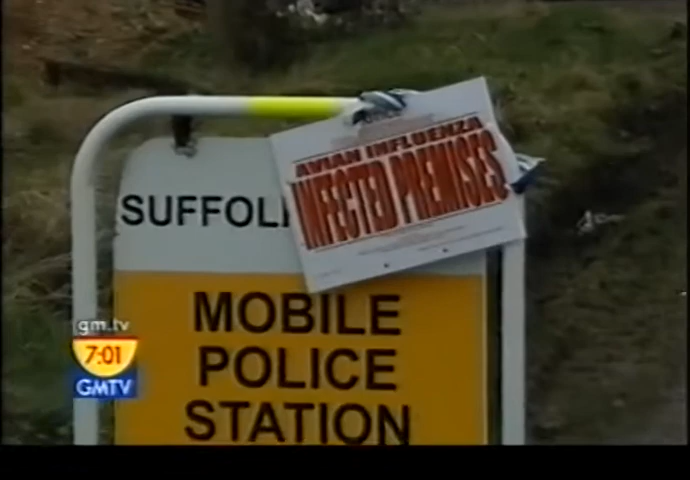 AVIAN INFLUENZA
INFECTED PREMISES
SUFFOL
MOBILE
POLICE
STATION
gm.tv
7:01
GMTV